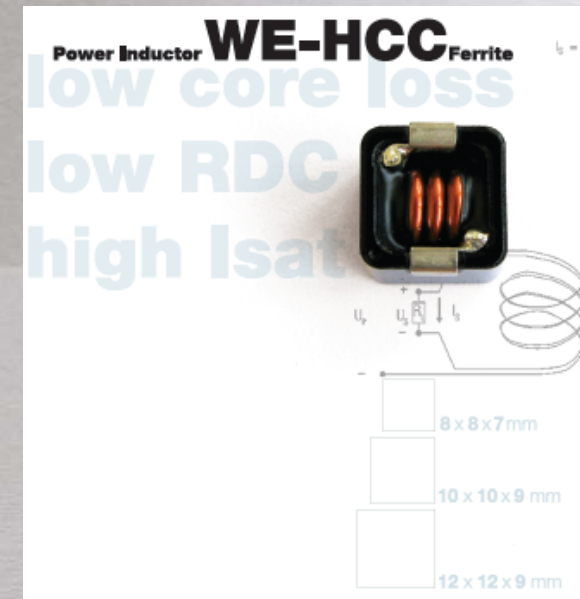 Power Inductor WE-HCC Ferrite
low core loss
low RDC
high Isat
8 x 8 x 7 mm
10 x 10 x 9 mm
12 x 12 x 9 mm